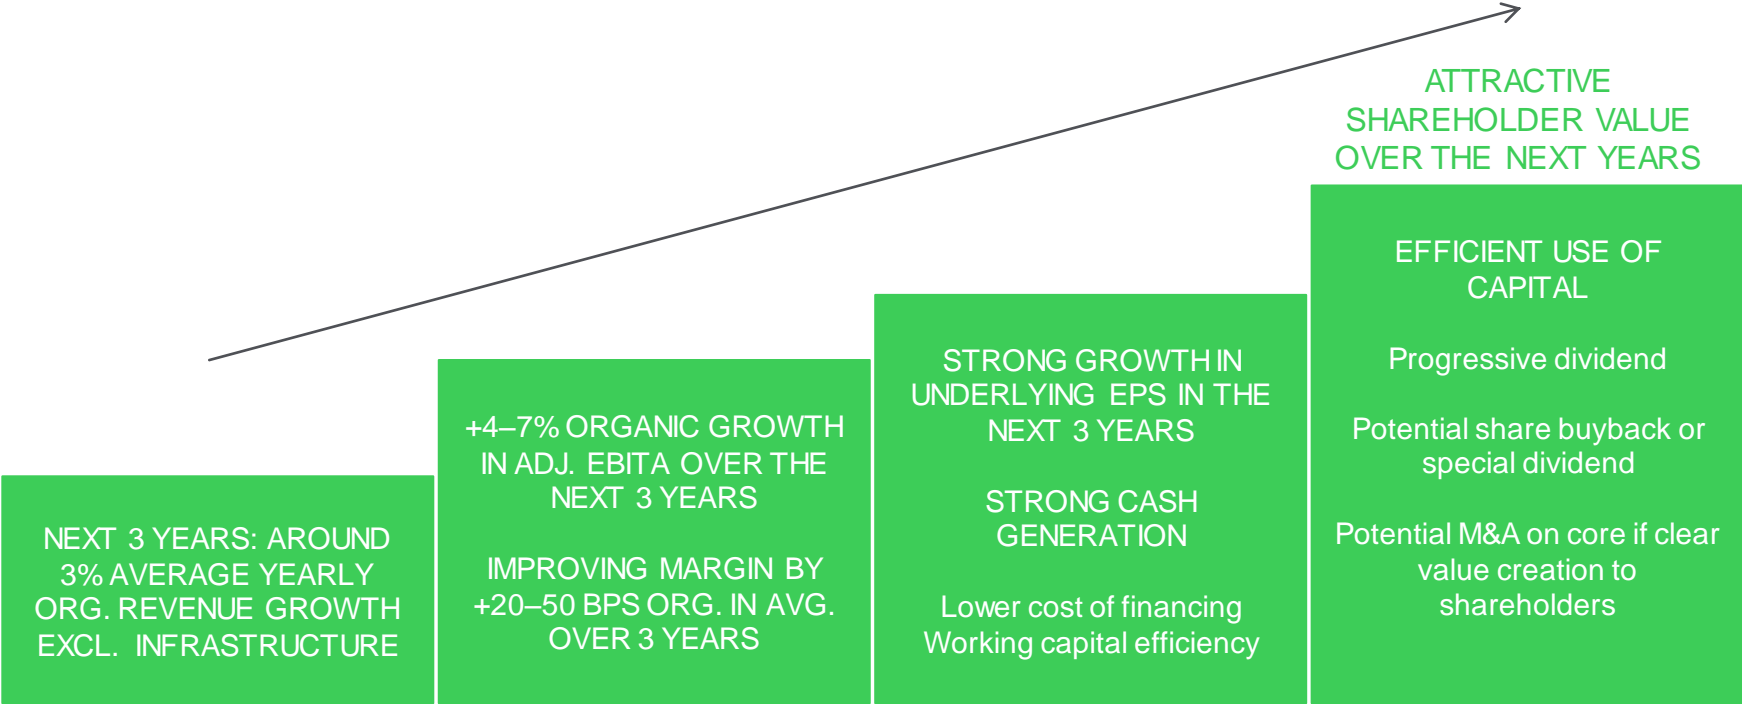 ATTRACTIVE
SHAREHOLDER VALUE
OVER THE NEXT YEARS
NEXT 3 YEARS: AROUND
3% AVERAGE YEARLY
ORG. REVENUE GROWTH
EXCL. INFRASTRUCTURE
+4–7% ORGANIC GROWTH
IN ADJ. EBITA OVER THE
NEXT 3 YEARS
IMPROVING MARGIN BY
+20–50 BPS ORG. IN AVG.
OVER 3 YEARS
STRONG GROWTH IN
UNDERLYING EPS IN THE
NEXT 3 YEARS
STRONG CASH
GENERATION
Lower cost of financing
Working capital efficiency
EFFICIENT USE OF
CAPITAL
Progressive dividend
Potential share buyback or
special dividend
Potential M&A on core if clear
value creation to
shareholders